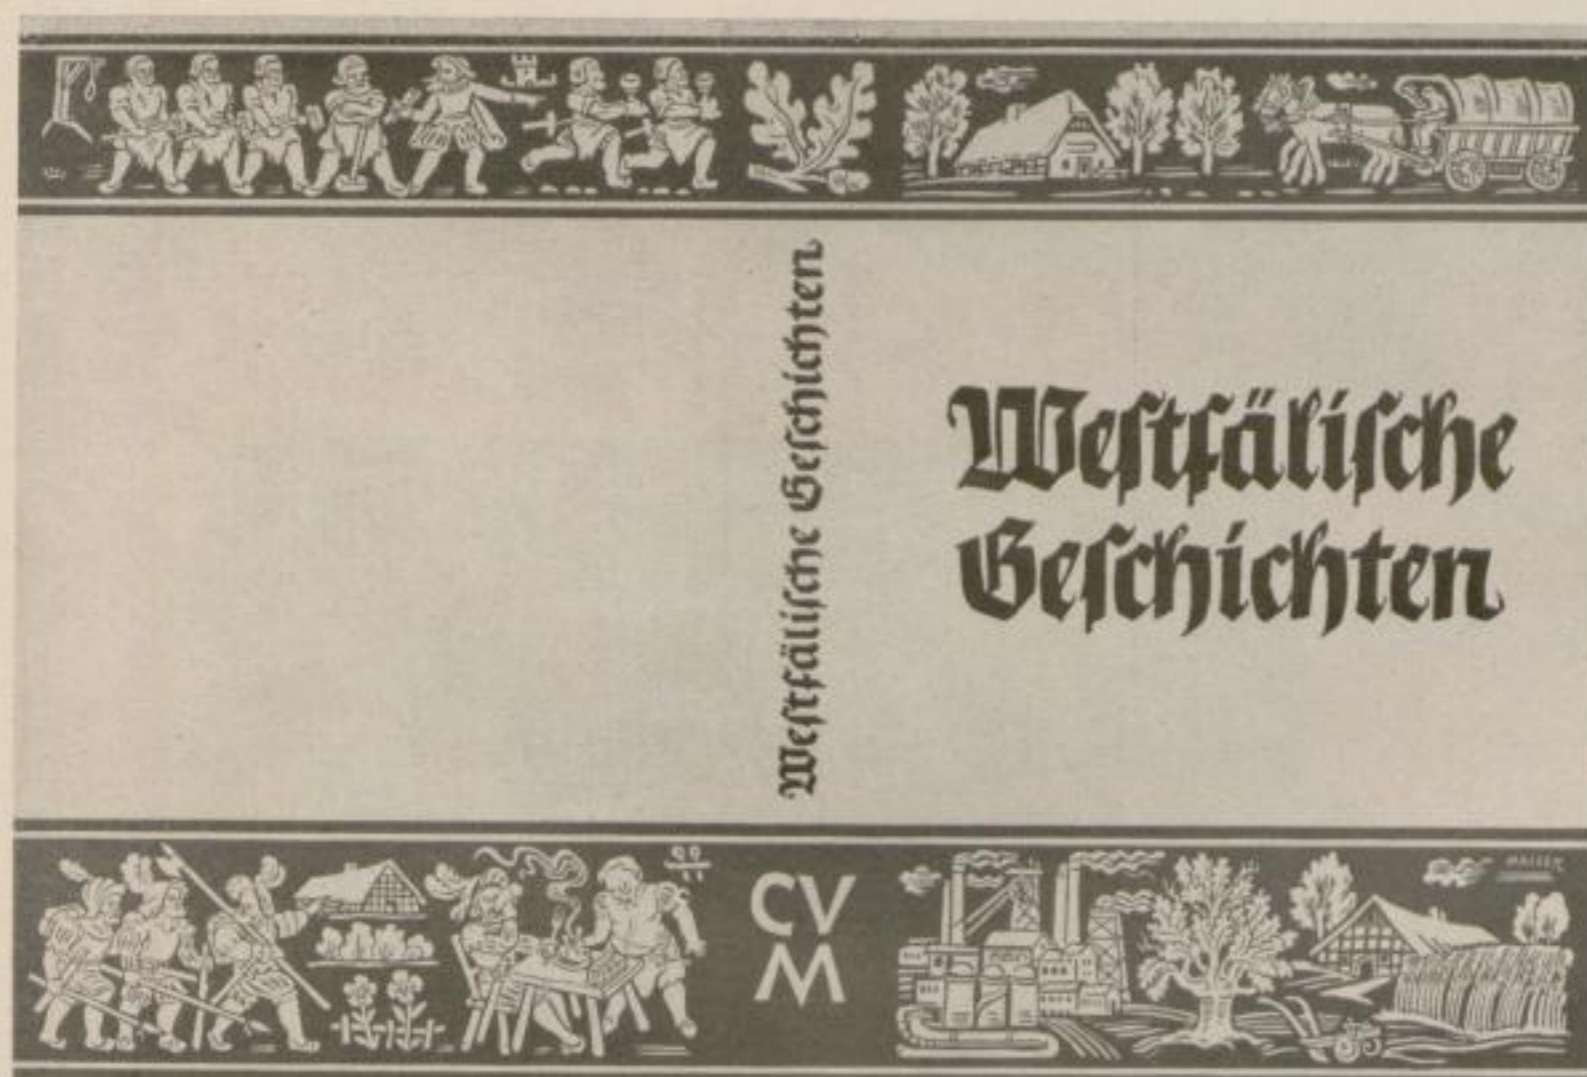 Westfälische Geschichten
Westfälische
Geschichten
CV
M